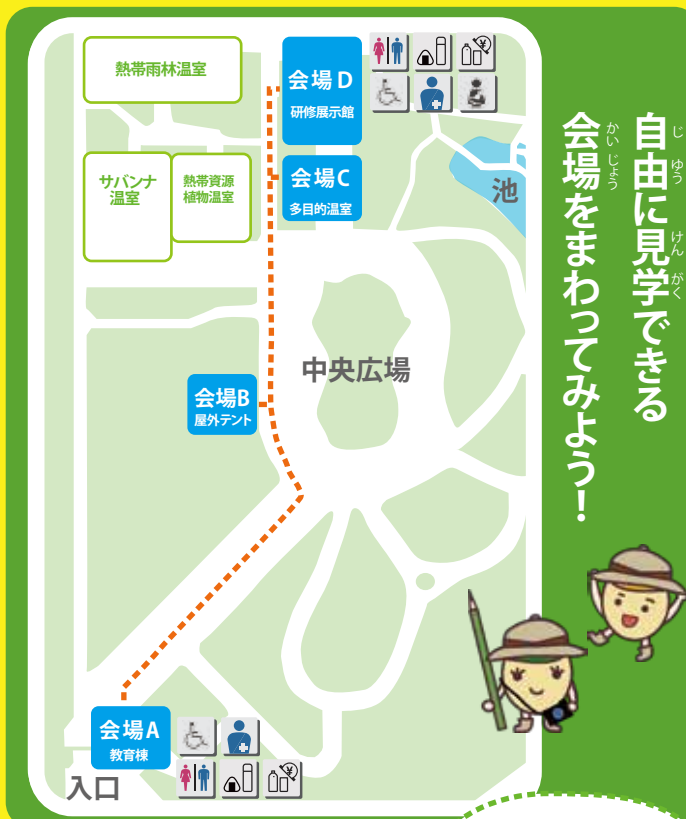 自由に見学できる
じ ゆう けん がく
会場をまわってみよう！
かい じょう
熱帯雨林温室
会場D
研修展示館
サバンナ
温室
熱帯資源
植物温室
会場C
多目的温室
池
中央広場
会場B
屋外テント
会場A
教育棟
入口
¥
¥